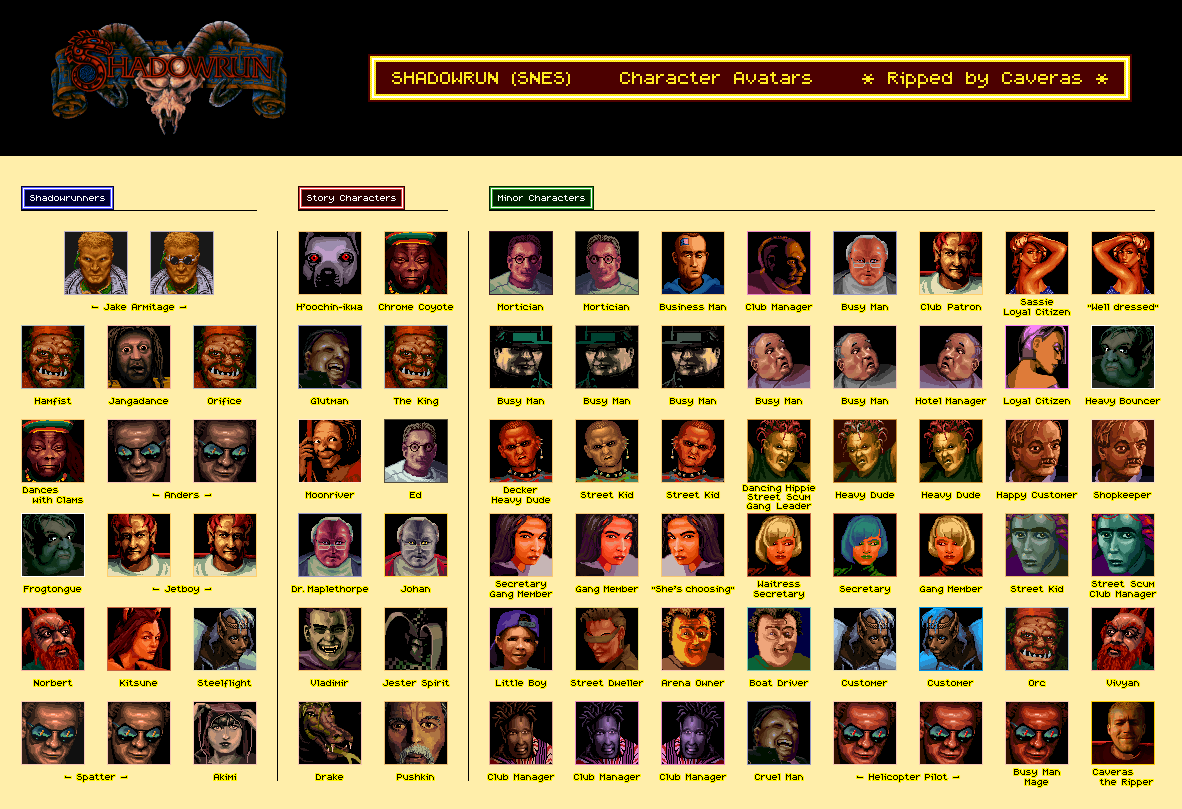 SHADOWRUN
SHADOWRUN (SNES) Character Avatars * Ripped by Caveras *
Shadowrunners
Story Characters
Minor Characters
← Jake Armitage →
H'oochin-ikwa
Chrome Coyote
Mortician
Mortician
Business Man
Club Manager
Busy Man
Club Patron
Sassie
Loyal Citizen
"Well dressed"
Hamfist
Jangadance
Orifice
Glutman
The King
Busy Man
Busy Man
Busy Man
Busy Man
Busy Man
Hotel Manager
Loyal Citizen
Heavy Bouncer
Dances
with Clams
← Anders →
Moonriver
Ed
Decker
Heavy Dude
Street Kid
Street Kid
Dancing Hippie
Street Scum
Gang Leader
Heavy Dude
Heavy Dude
Happy Customer
Shopkeeper
Frogtongue
← Jetboy →
Dr. Maplethorpe
Johan
Secretary
Gang Member
Gang Member
"She's choosing"
Waitress
Secretary
Secretary
Gang Member
Street Kid
Street Scum
Club Manager
Norbert
Kitsune
Steelflight
Vladimir
Jester Spirit
Little Boy
Street Dweller
Arena Owner
Boat Driver
Customer
Customer
Orc
Vivyan
← Spatter →
Akimi
Drake
Pushkin
Club Manager
Club Manager
Club Manager
Cruel Man
← Helicopter Pilot →
Busy Man
Mage
Caveras
the Ripper